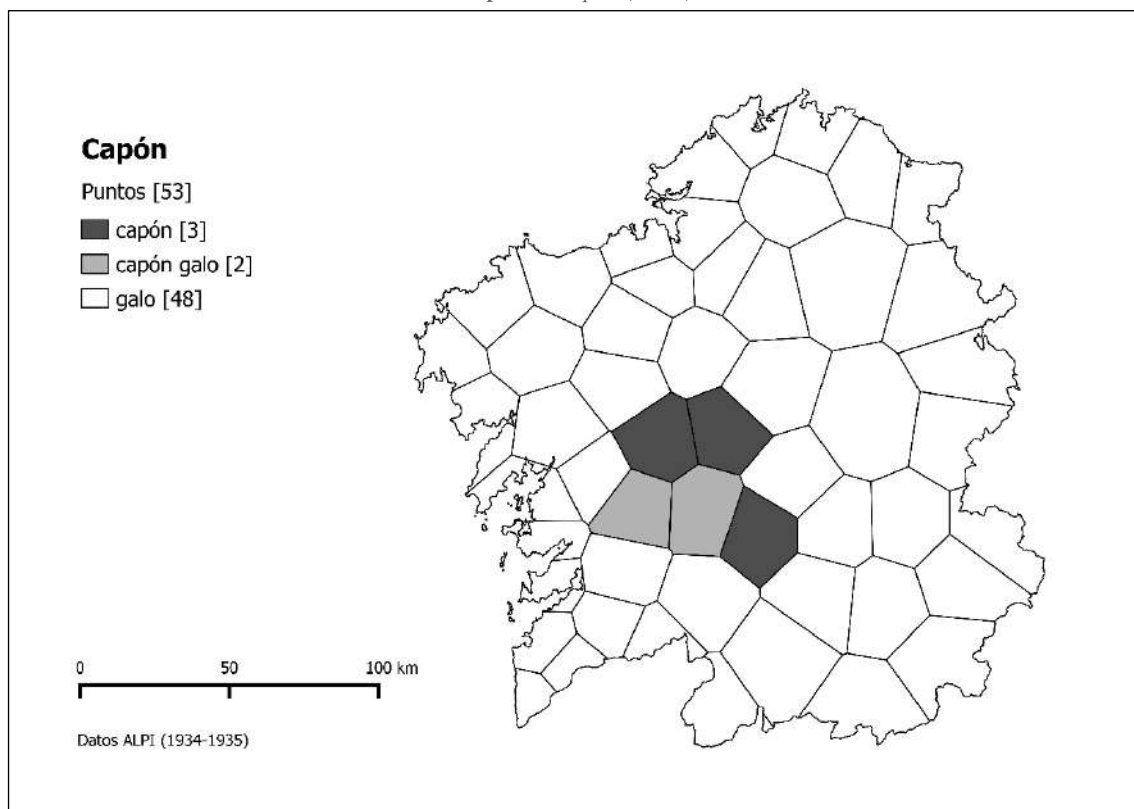 Capón
Puntos [53]
capón [3]
capón galo [2]
galo [48]
0 50 100 km
Datos ALPI (1934-1935)